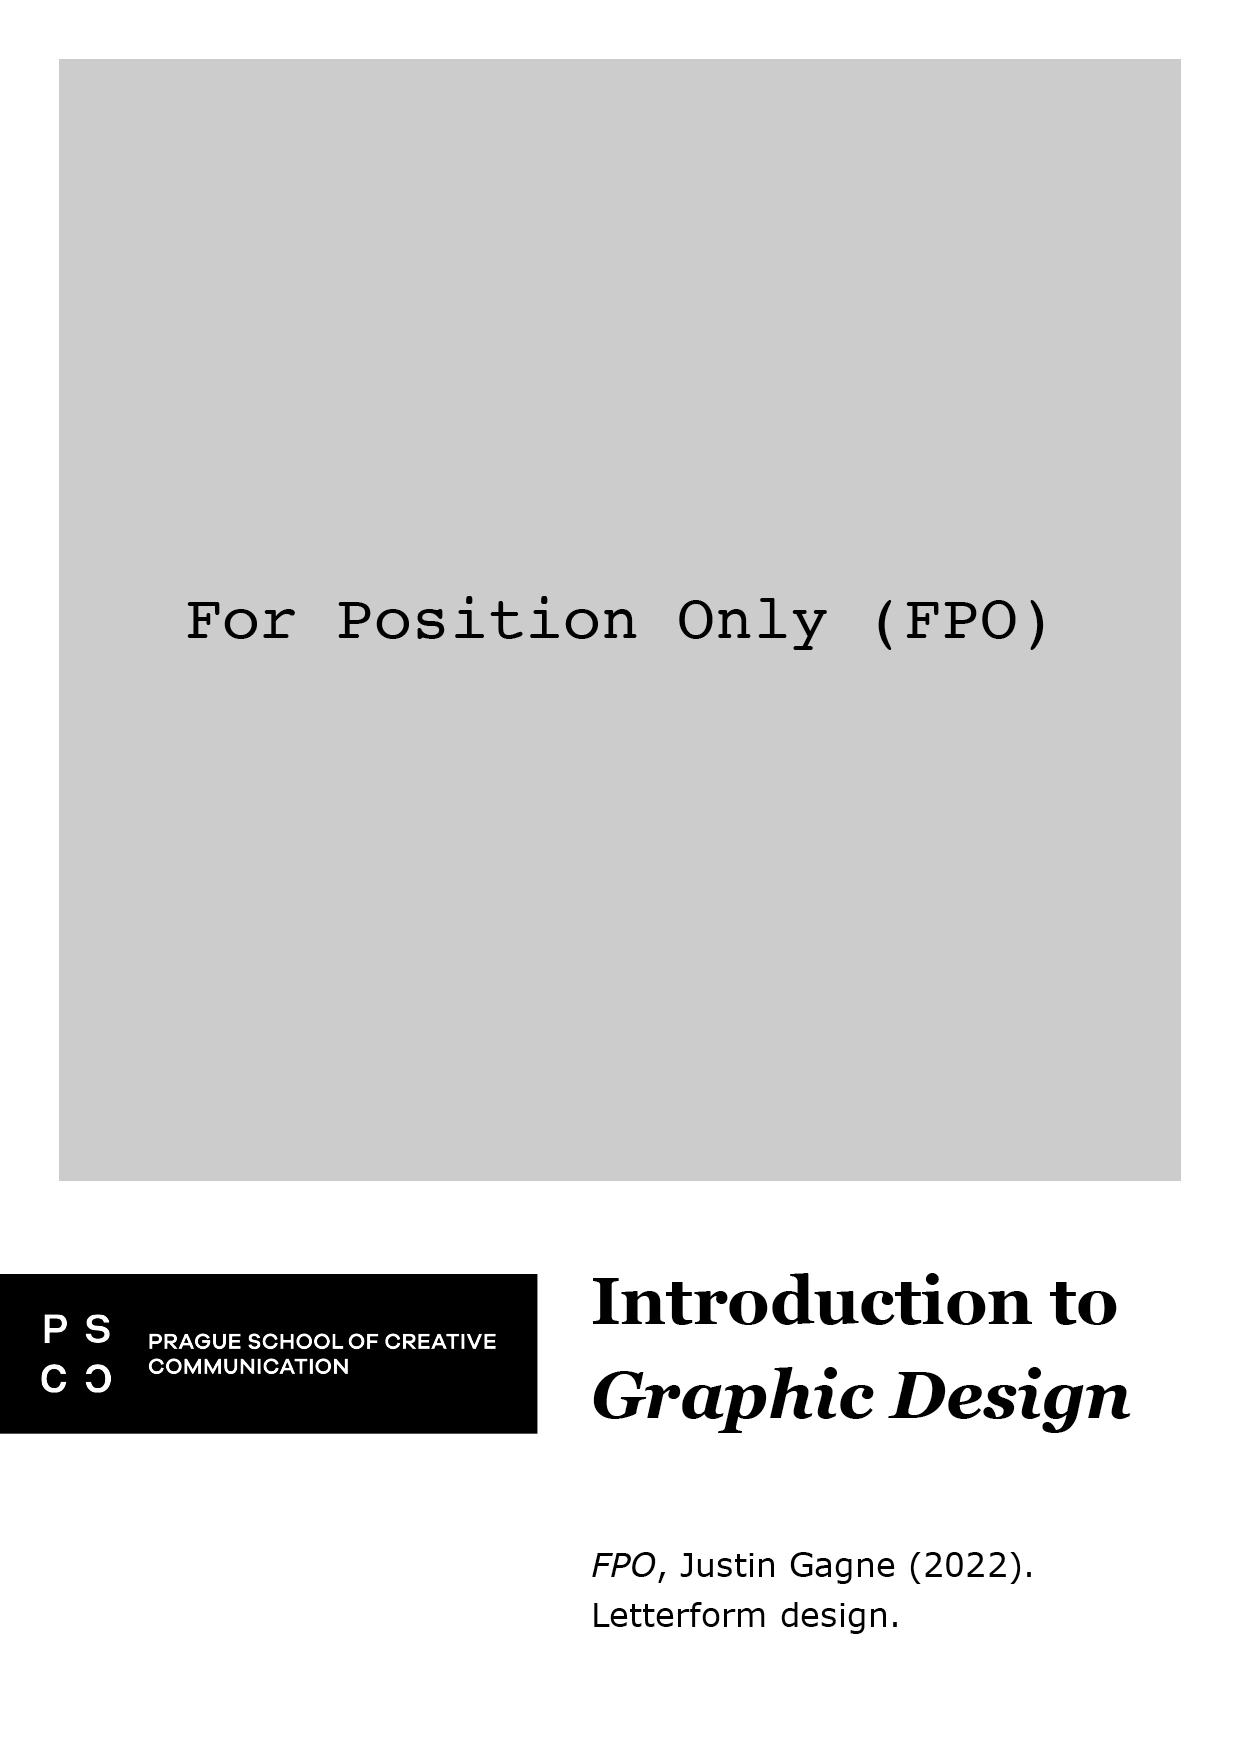 For Position Only (FPO)
P S
C Ɔ
PRAGUE SCHOOL OF CREATIVE
COMMUNICATION
Introduction to
Graphic Design
FPO, Justin Gagne (2022).
Letterform design.